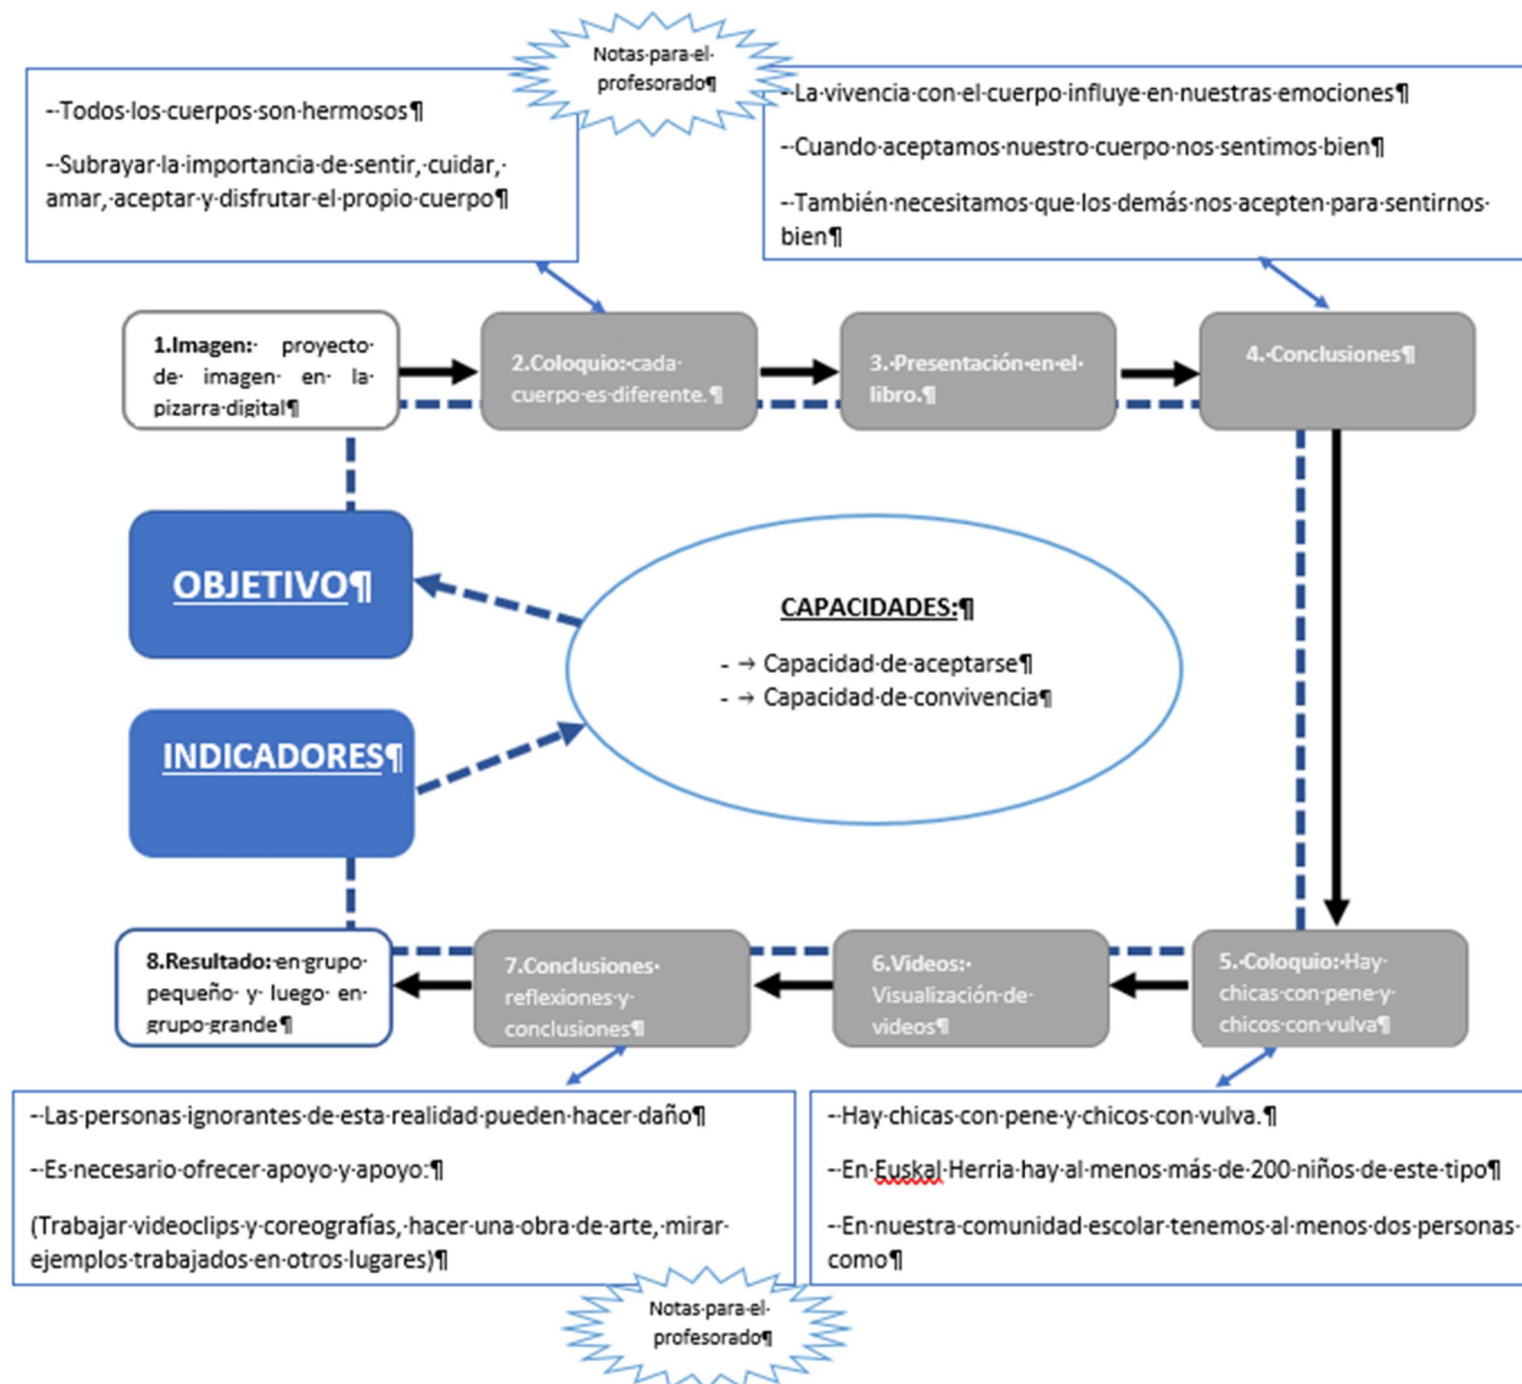 Notas para el
profesorado¶
--Todos los cuerpos son hermosos¶
--Subrayar la importancia de sentir, cuidar,
amar, aceptar y disfrutar el propio cuerpo¶
--La vivencia con el cuerpo influye en nuestras emociones¶
--Cuando aceptamos nuestro cuerpo nos sentimos bien¶
--También necesitamos que los demás nos acepten para sentirnos
bien¶
1.Imagen: proyecto
de imagen en la
pizarra digital¶
2.Coloquio: cada
cuerpo es diferente.¶
3. Presentación en el
libro.¶
4. Conclusiones¶
OBJETIVO¶
CAPACIDADES:¶
- → Capacidad de aceptarse¶
- → Capacidad de convivencia¶
INDICADORES¶
8.Resultado: en grupo
pequeño y luego en
grupo grande¶
7.Conclusiones
reflexiones y
conclusiones¶
6.Videos:
Visualización de
videos¶
5. Coloquio: Hay
chicas con pene y
chicos con vulva¶
--Las personas ignorantes de esta realidad pueden hacer daño¶
--Es necesario ofrecer apoyo y apoyo:¶
(Trabajar videoclips y coreografías, hacer una obra de arte, mirar
ejemplos trabajados en otros lugares)¶
--Hay chicas con pene y chicos con vulva.¶
--En Euskal Herria hay al menos más de 200 niños de este tipo¶
--En nuestra comunidad escolar tenemos al menos dos personas
como¶
Notas para el
profesorado¶